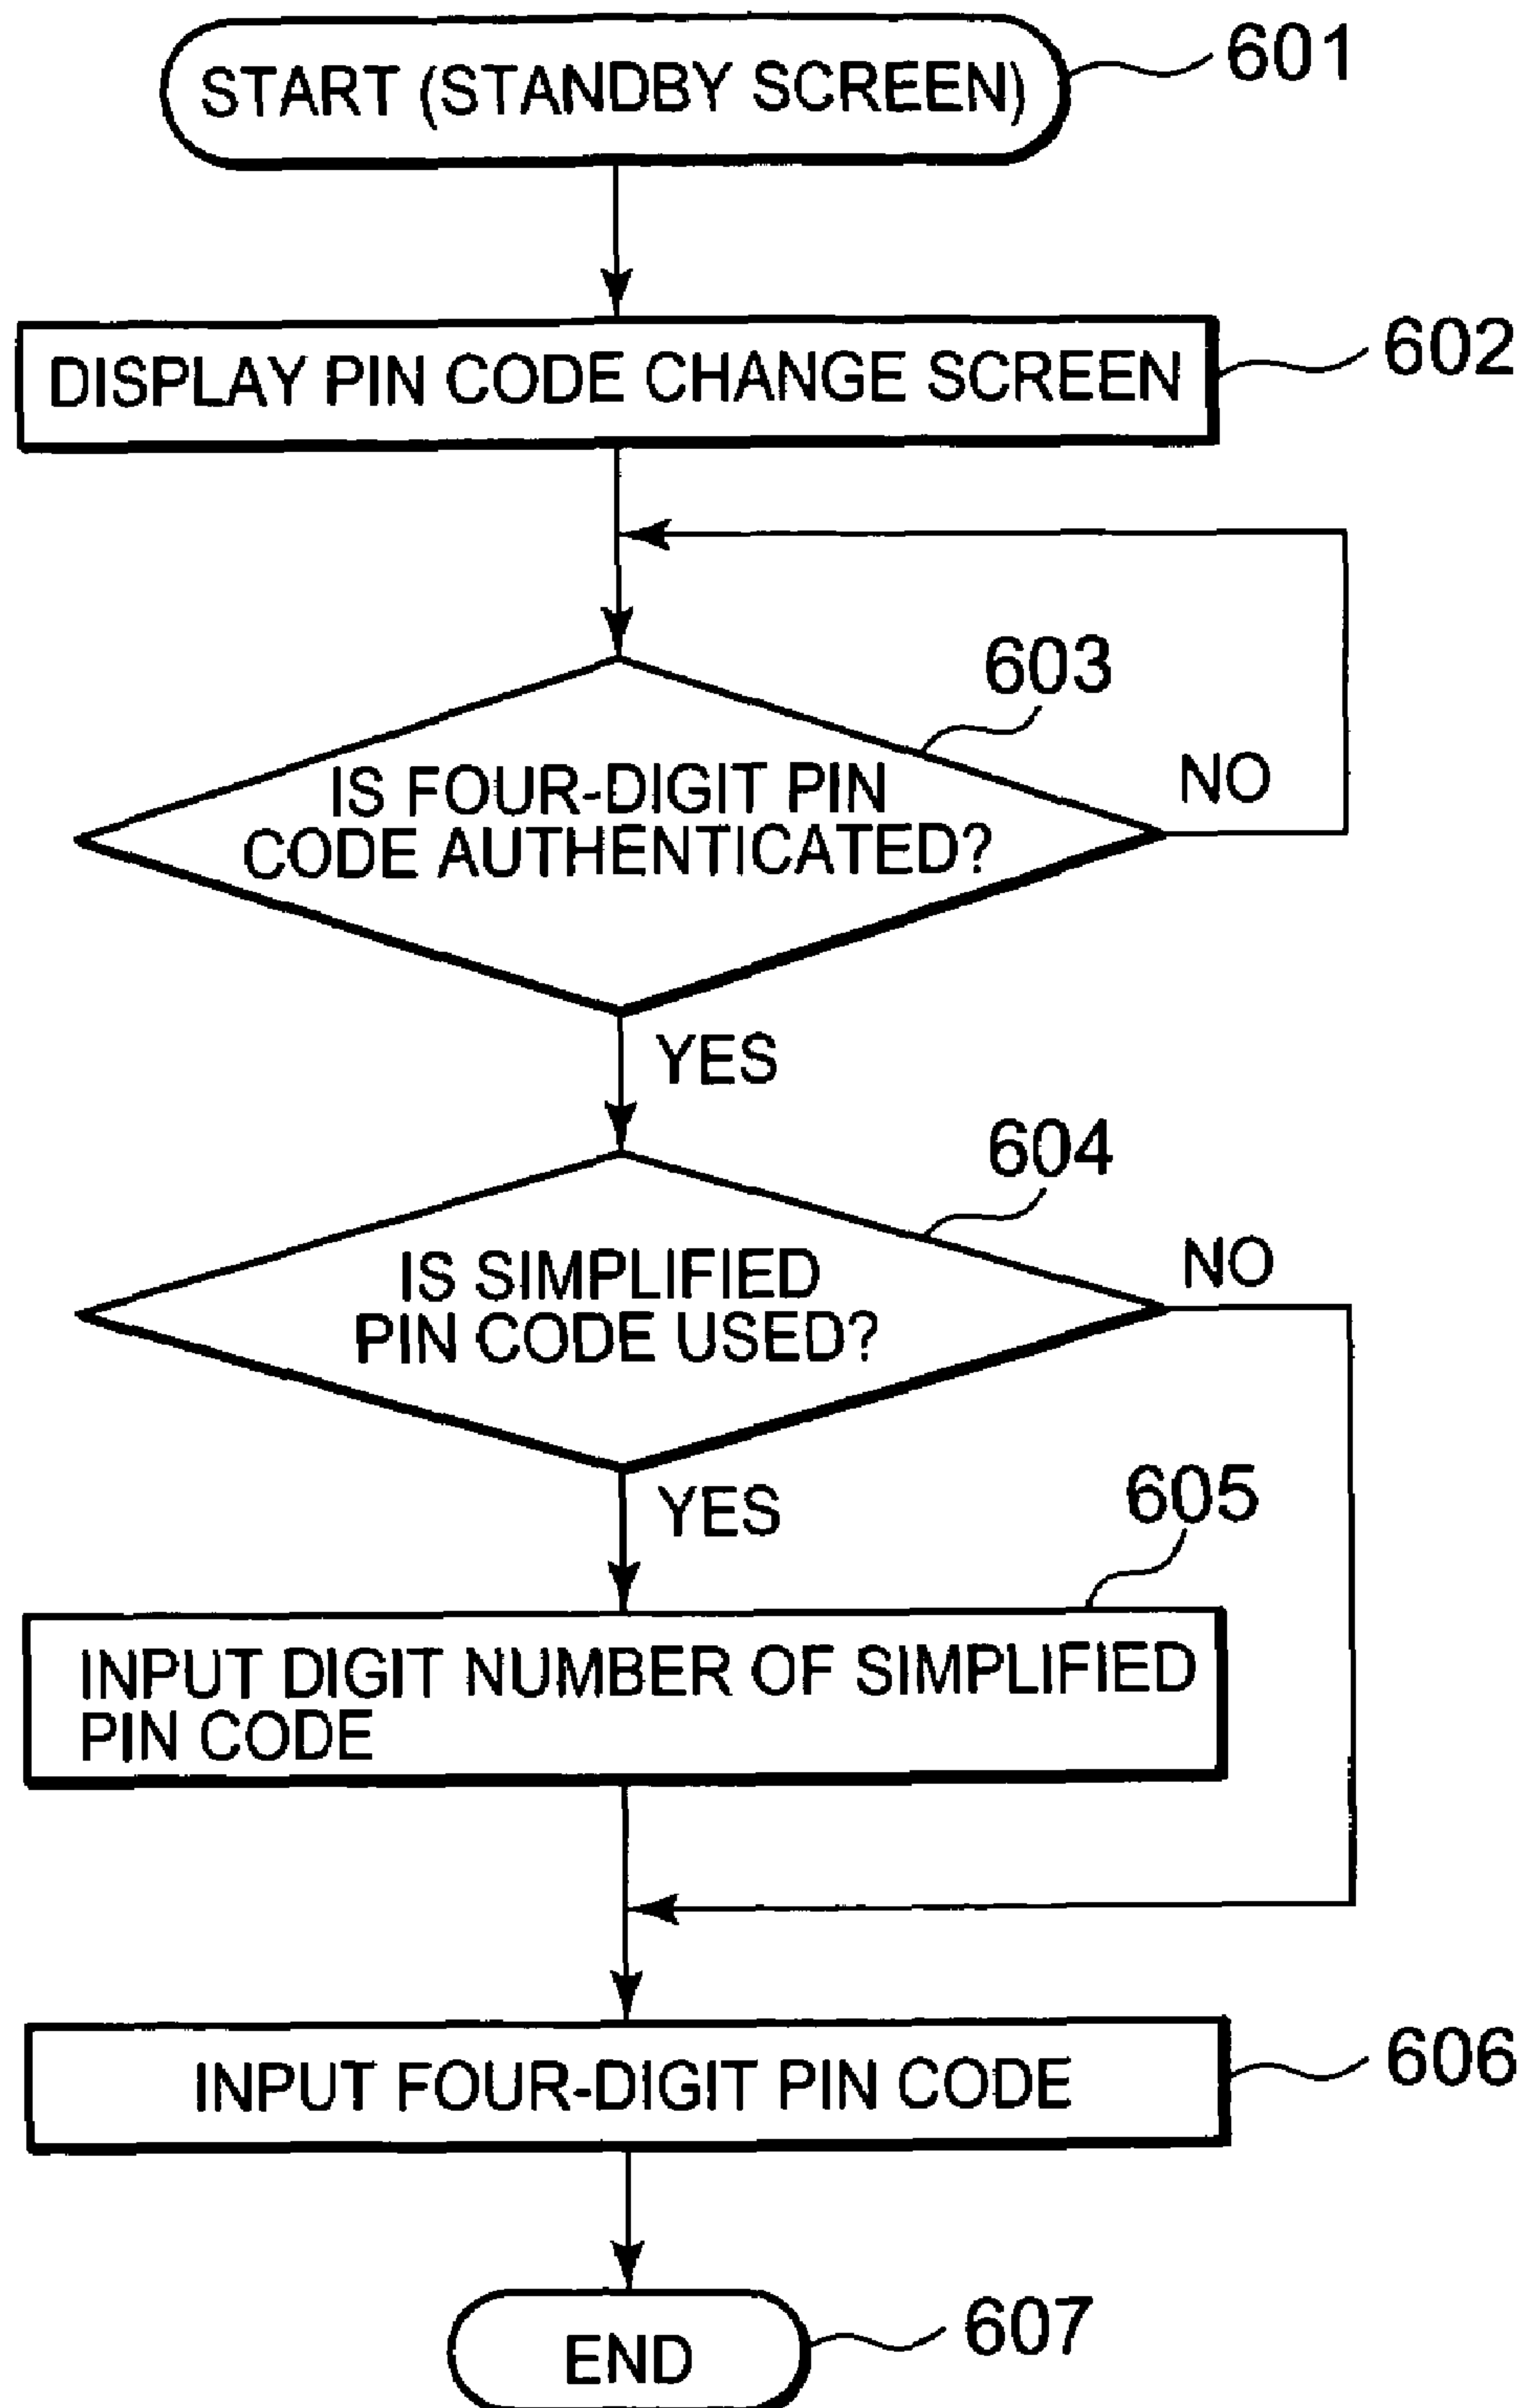 START (STANDBY SCREEN)
601
DISPLAY PIN CODE CHANGE SCREEN
602
603
IS FOUR-DIGIT PIN
CODE AUTHENTICATED?
NO
YES
604
IS SIMPLIFIED
PIN CODE USED?
NO
YES
605
INPUT DIGIT NUMBER OF SIMPLIFIED
PIN CODE
INPUT FOUR-DIGIT PIN CODE
606
END
607